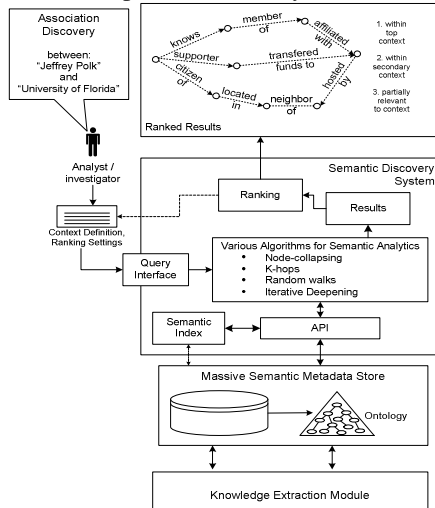 Association
Discovery
between:
“Jeffrey Polk”
and
“University of Florida”
Analyst /
investigator
Context Definition,
Ranking Settings
knows
member
of
affiliated
with
supporter
transfered
funds to
citizen
of
located
in
neighbor
of
hosted
by
1. within
top
context
2. within
secondary
context
3. partially
relevant
to context
Ranked Results
Semantic Discovery
System
Ranking
Results
Query
Interface
Various Algorithms for Semantic Analytics
• Node-collapsing
• K-hops
• Random walks
• Iterative Deepening
Semantic
Index
API
Massive Semantic Metadata Store
Ontology
Knowledge Extraction Module